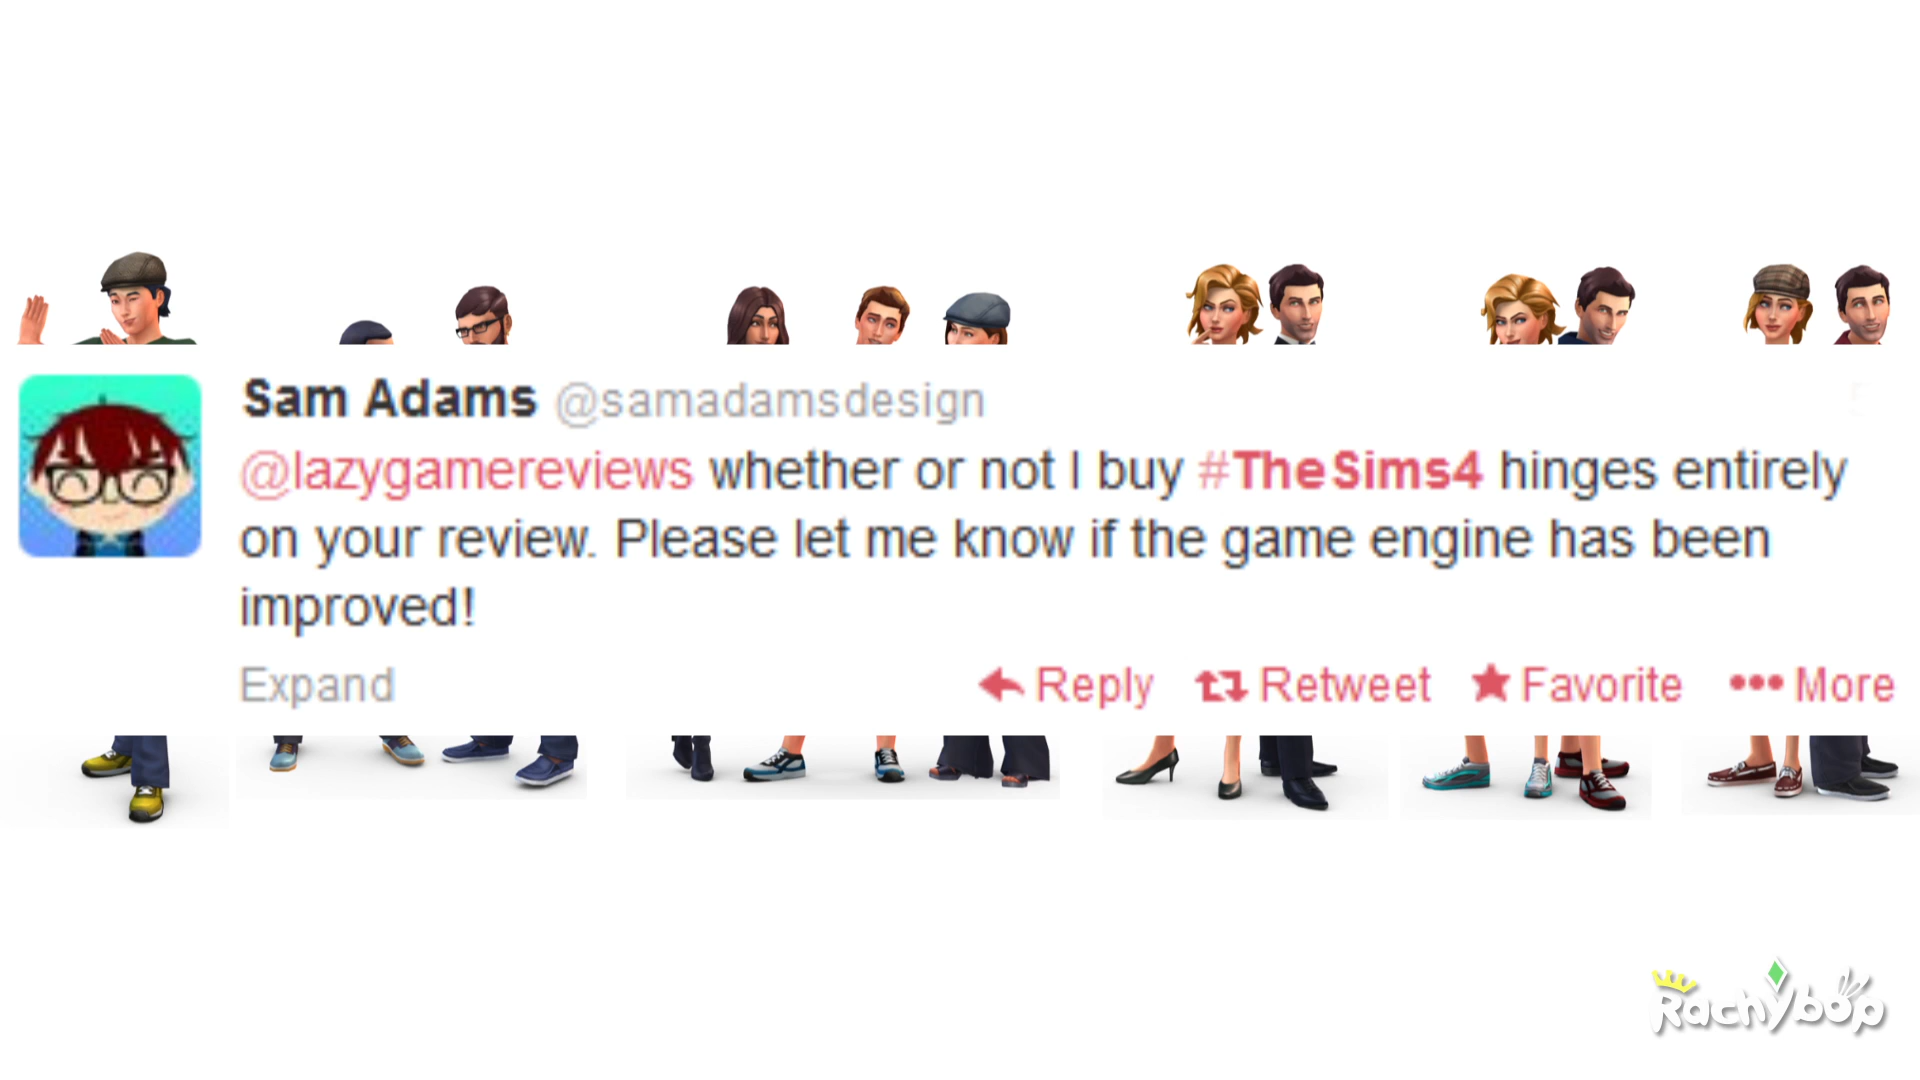 Sam Adams @samadamsdesign
@lazygamereviews whether or not I buy #TheSims4 hinges entirely
on your review. Please let me know if the game engine has been
improved!
Expand Reply Retweet Favorite More
Rachybop